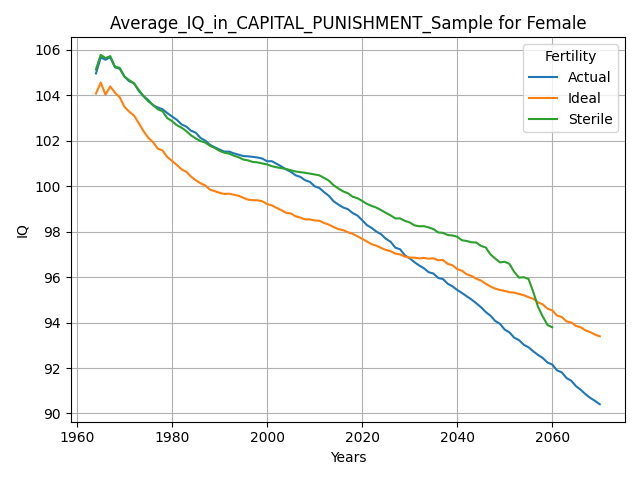 Average_IQ_in_CAPITAL_PUNISHMENT_Sample for Female
Fertility
Actual
Ideal
Sterile
IQ
106
104
102
100
98
96
94
92
90
1960 1980 2000 2020 2040 2060
Years